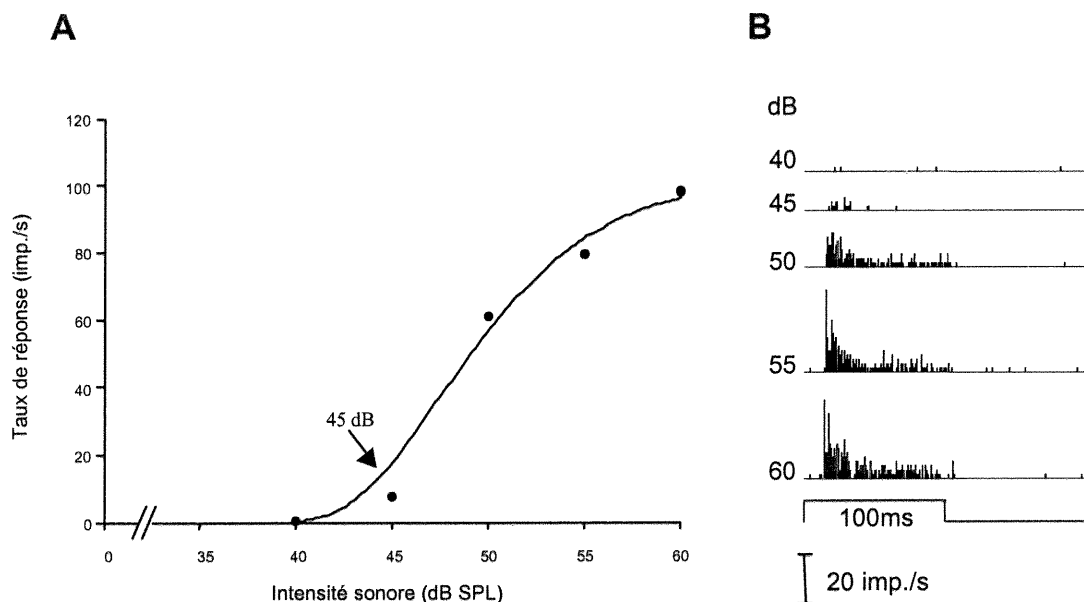 A
120
100
80
60
40
20
0
Taux de réponse (imp./s)
45 dB
0 35 40 45 50 55 60
Intensité sonore (dB SPL)
B
dB
40
45
50
55
60
100ms
20 imp./s